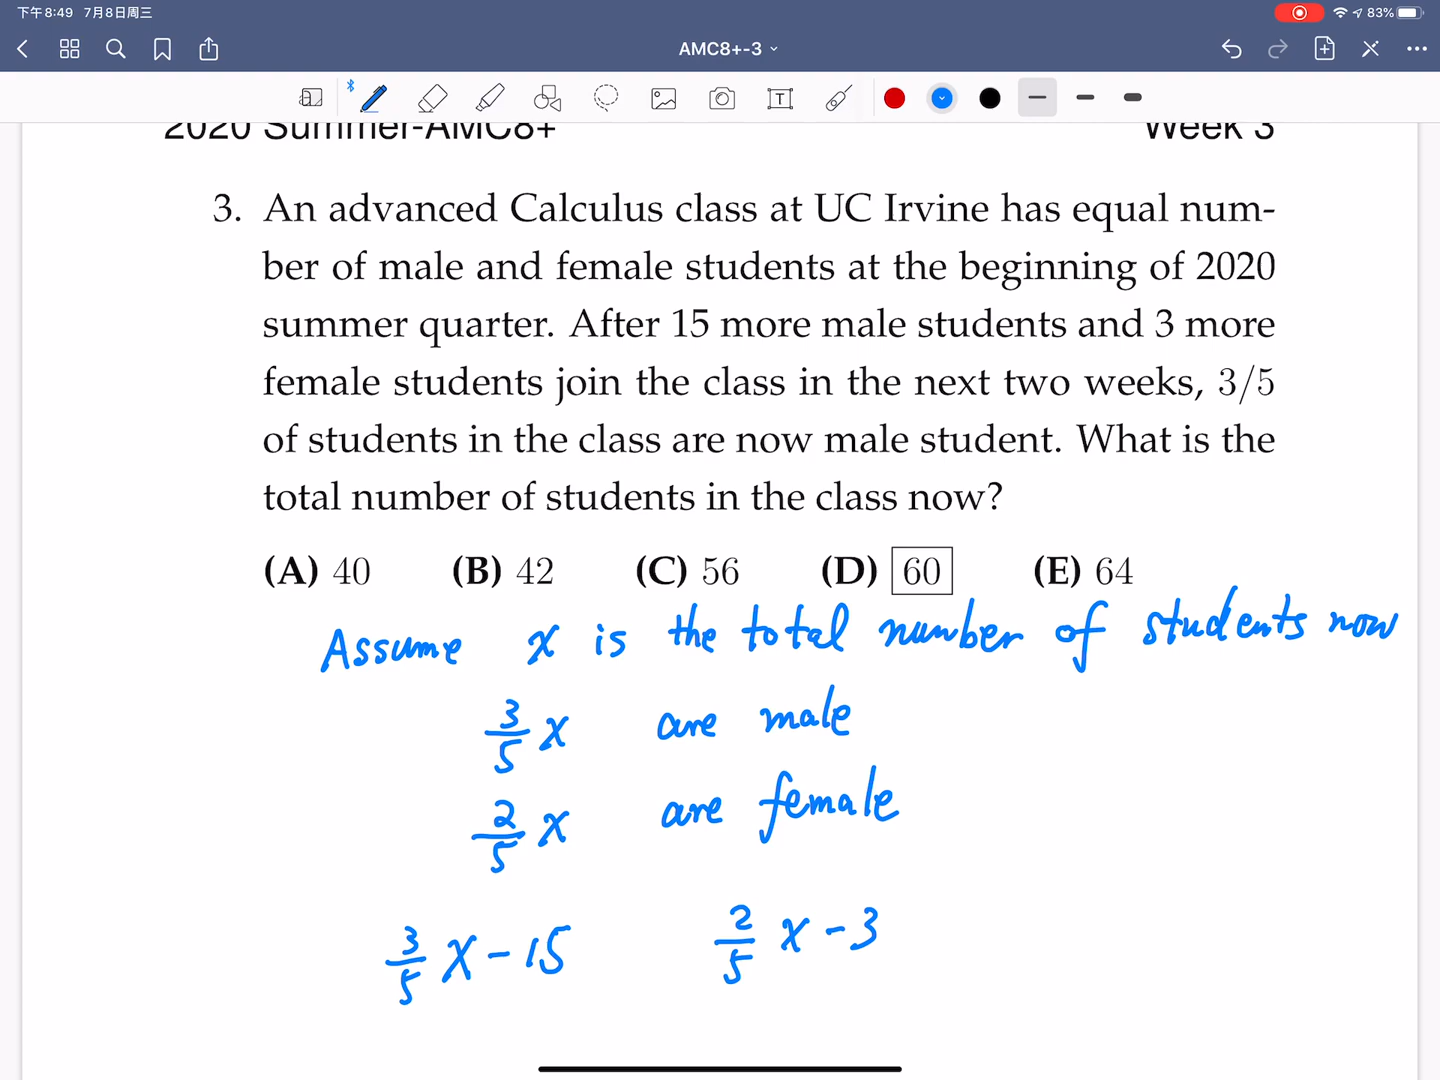 下午8:49 7月8日周三
83%
AMC8+-3
T
2020 Summer-AMC8+ Week 3
3. An advanced Calculus class at UC Irvine has equal num-
ber of male and female students at the beginning of 2020
summer quarter. After 15 more male students and 3 more
female students join the class in the next two weeks, 3/5
of students in the class are now male student. What is the
total number of students in the class now?
(A) 40 (B) 42 (C) 56 (D) 60 (E) 64
Assume x is the total number of students now
3/5 x are male
2/5 x are female
3/5 x - 15 2/5 x - 3